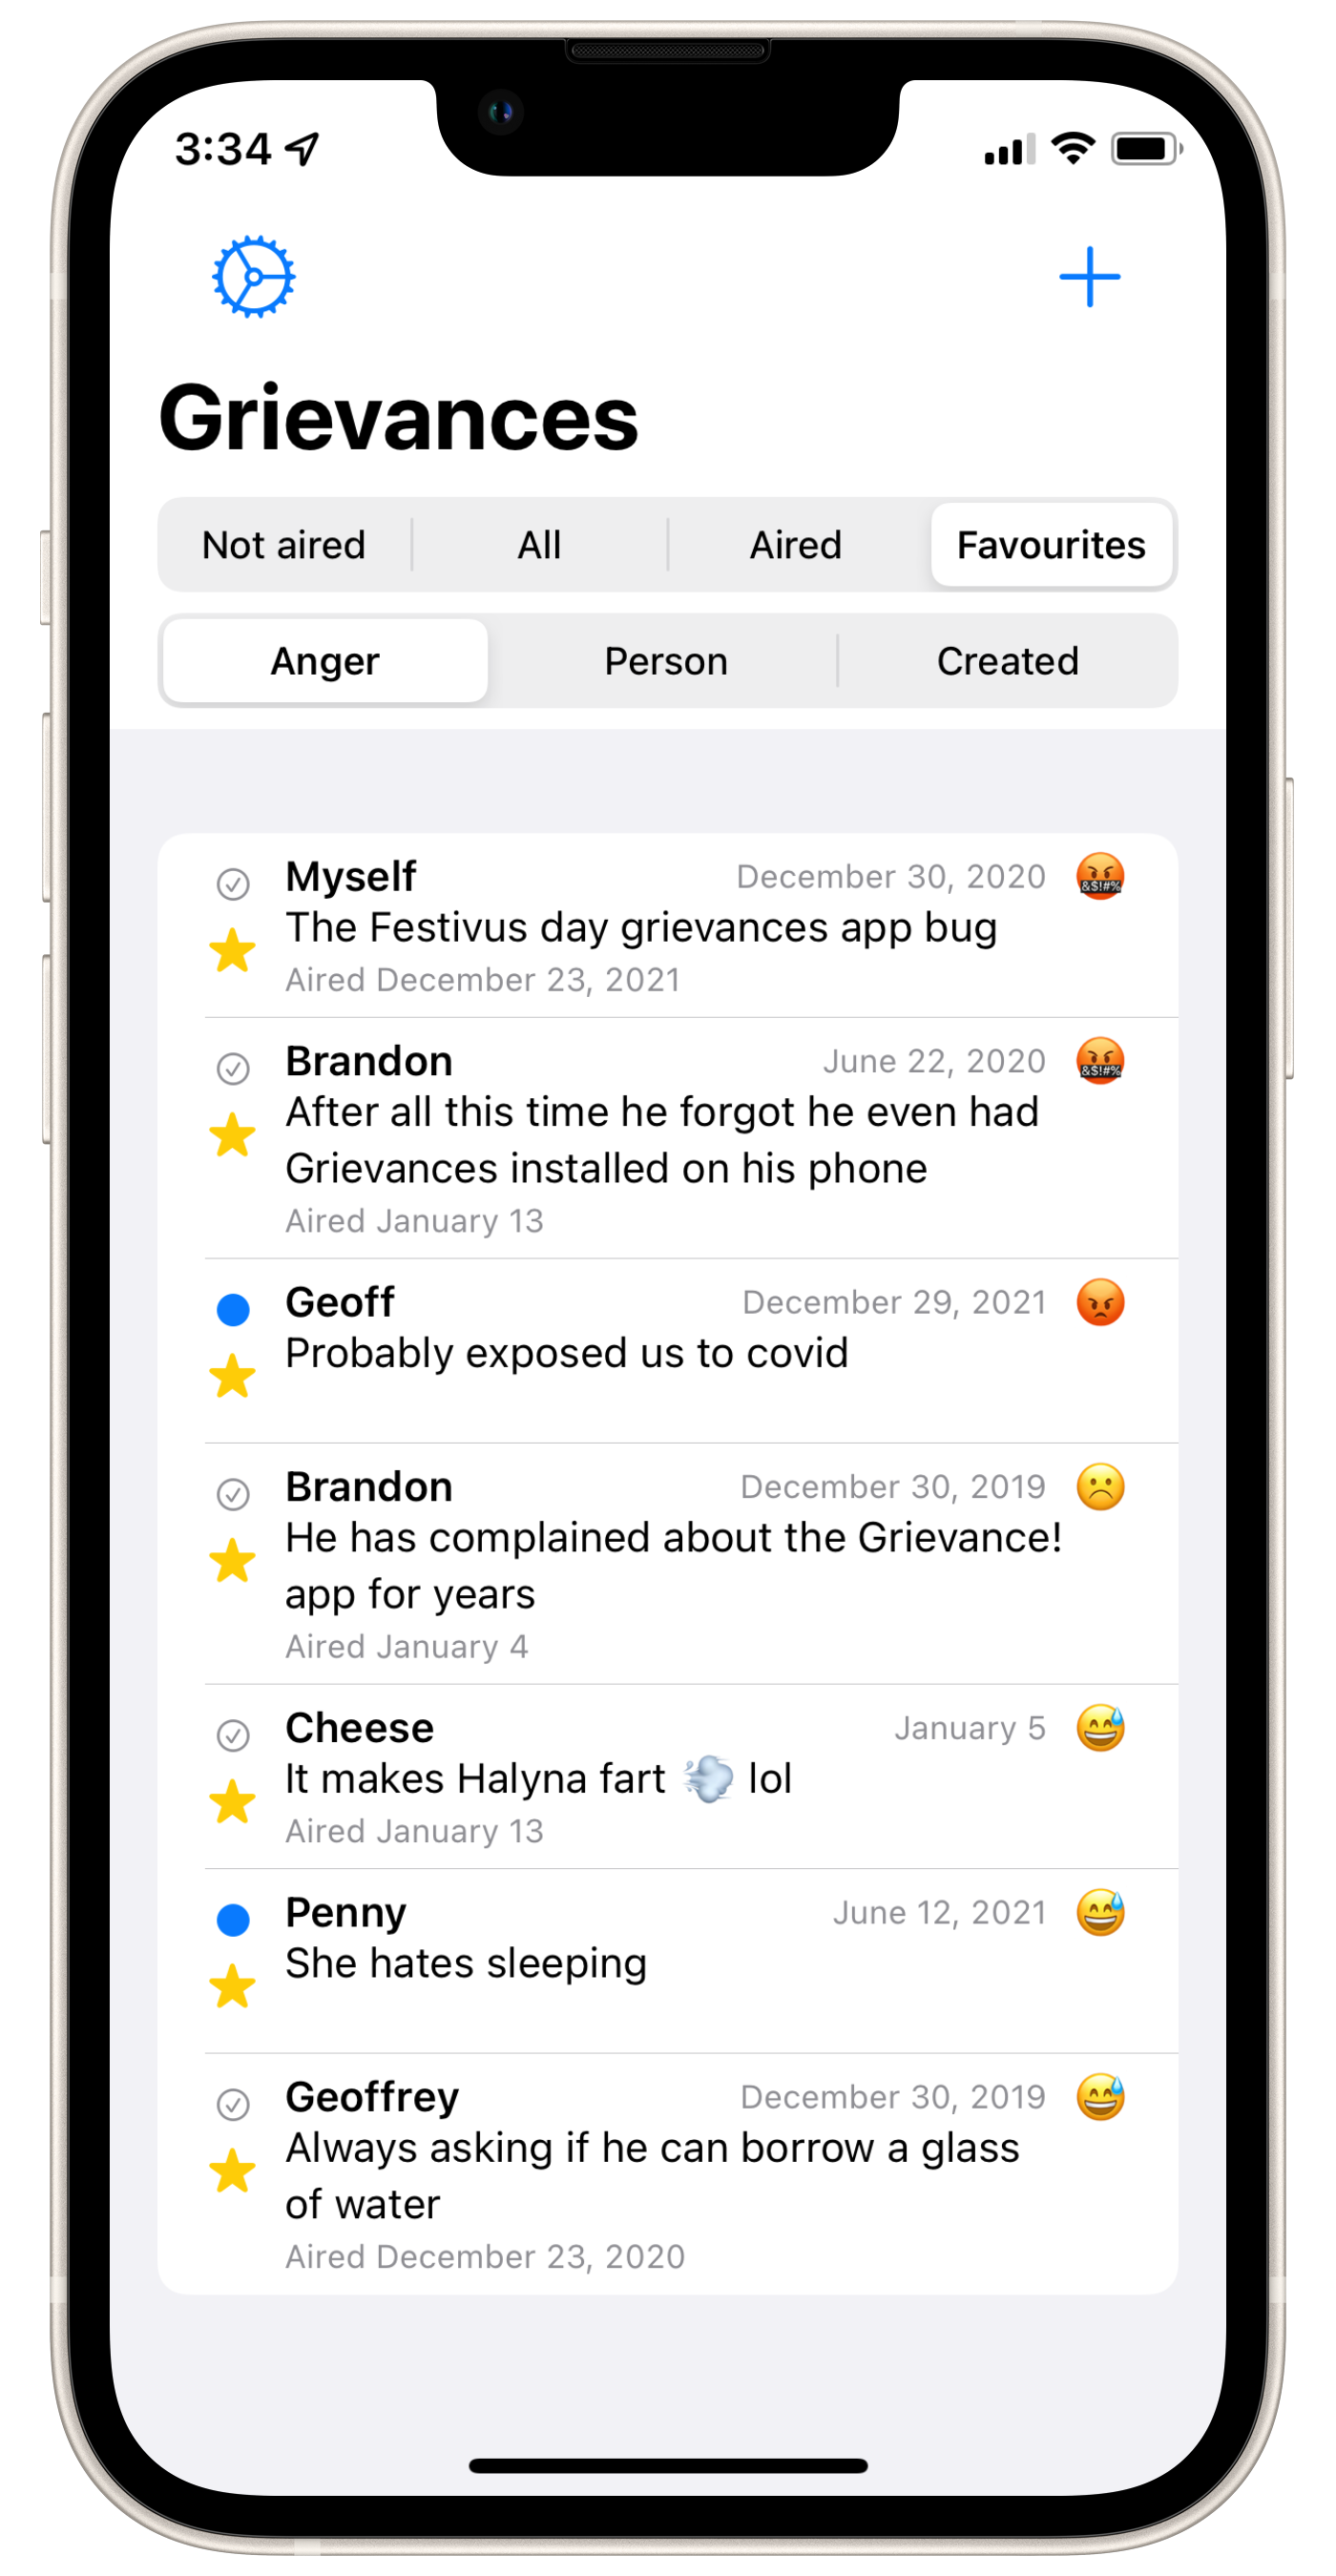 3:34
Grievances
Not aired All Aired Favourites
Anger Person Created
Myself December 30, 2020
&$!#%
The Festivus day grievances app bug
Aired December 23, 2021
Brandon June 22, 2020
&$!#%
After all this time he forgot he even had
Grievances installed on his phone
Aired January 13
Geoff December 29, 2021
Probably exposed us to covid
Brandon December 30, 2019
He has complained about the Grievance!
app for years
Aired January 4
Cheese January 5
It makes Halyna fart 💨 lol
Aired January 13
Penny June 12, 2021
She hates sleeping
Geoffrey December 30, 2019
Always asking if he can borrow a glass
of water
Aired December 23, 2020